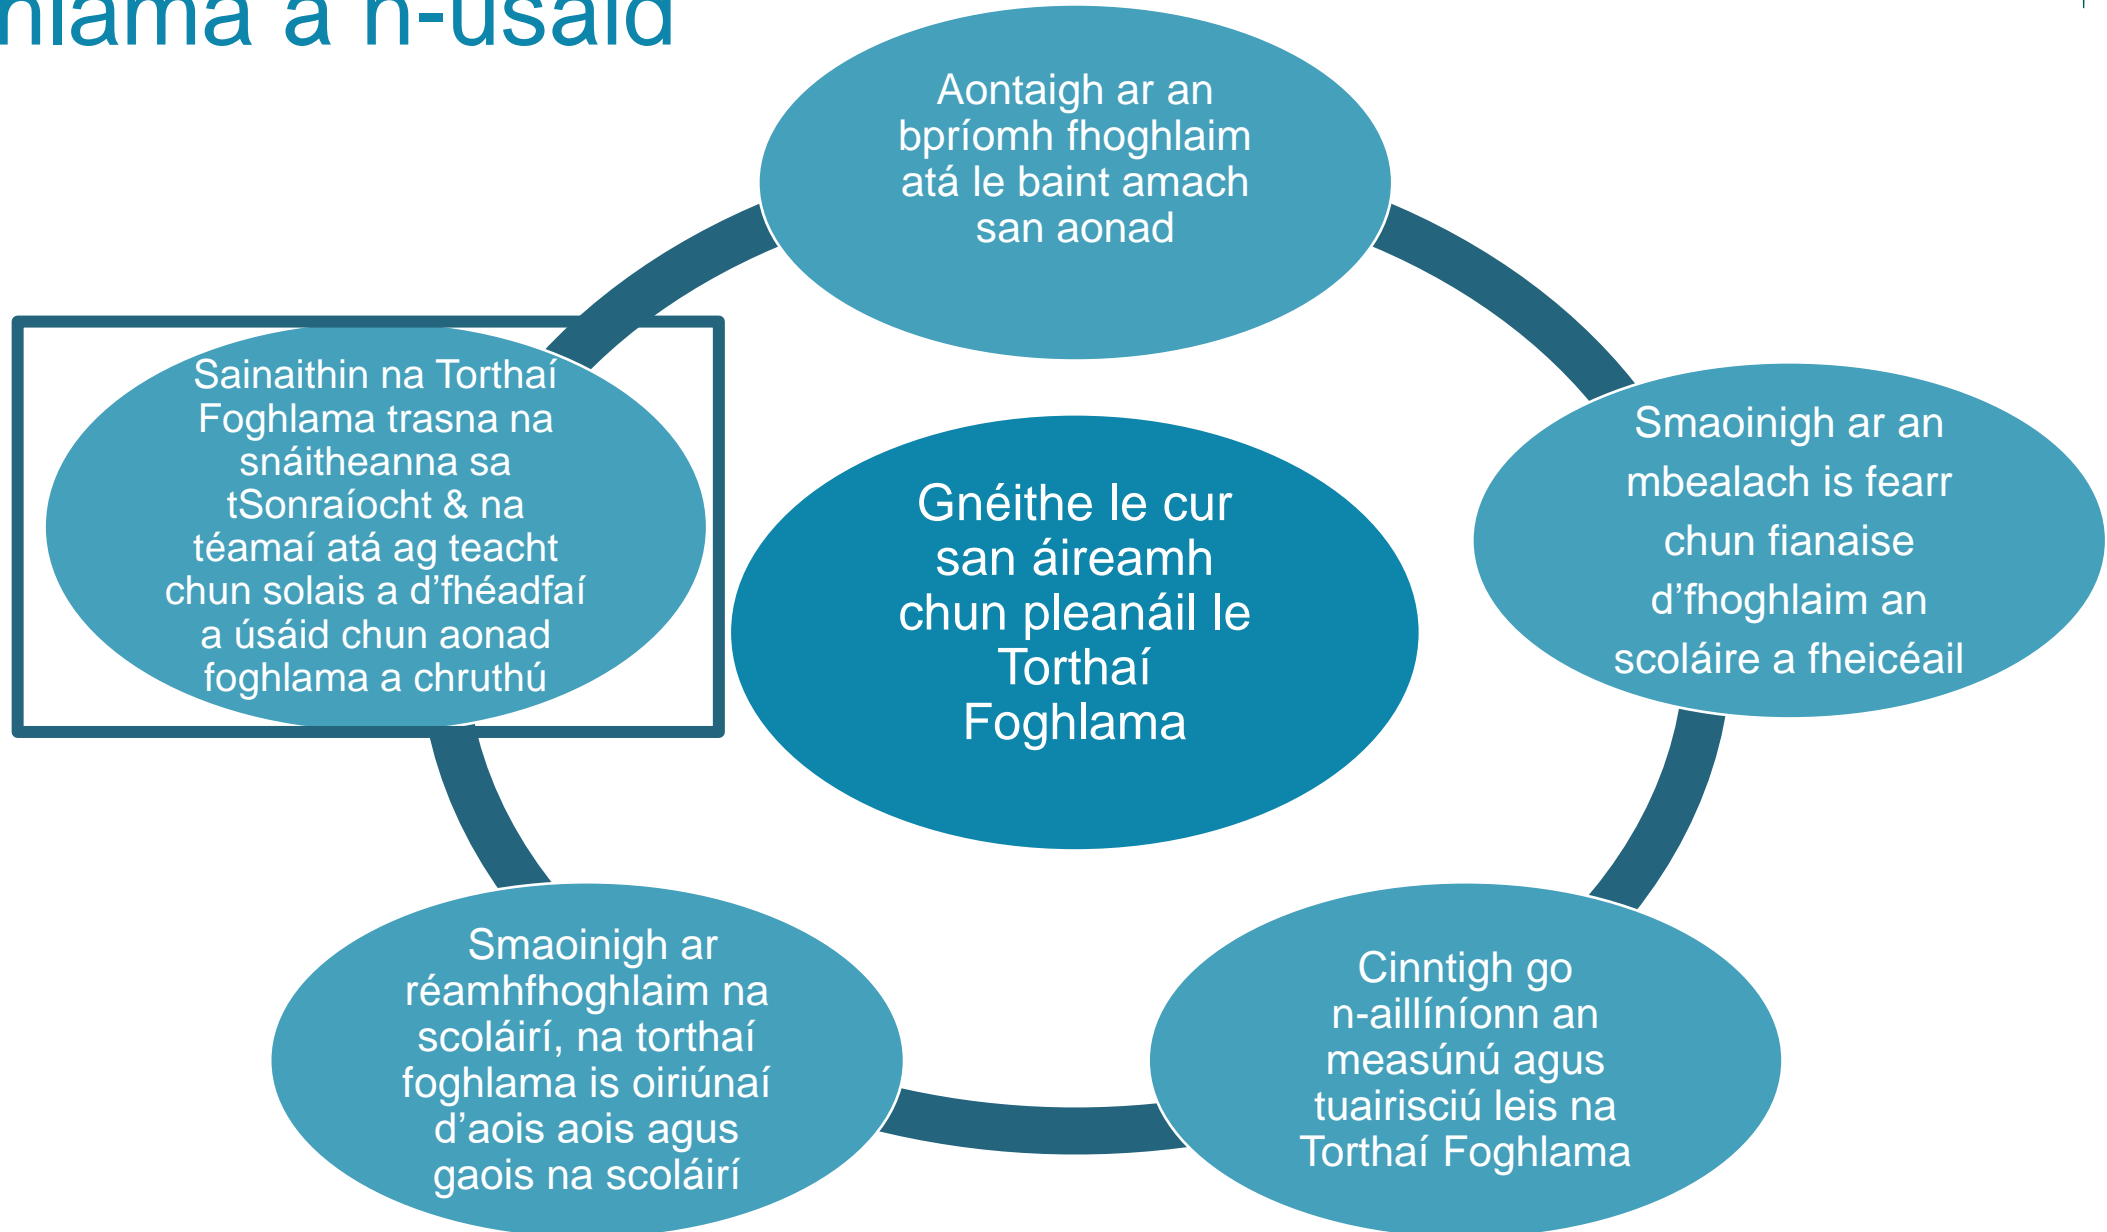 a n-úsáid
Aontaigh ar an
bpríomh fhoghlaim
atá le baint amach
san aonad
Smaoinigh ar an
mbealach is fearr
chun fianaise
d’fhoghlaim an
scoláire a fheiceáil
Cinntigh go
n-aillíníonn an
measúnú agus
tuairisciú leis na
Torthaí Foghlama
Smaoinigh ar
réamhfhoghlaim na
scoláirí, na torthaí
foghlama is oiriúnaí
d’aois aois agus
gaois na scoláirí
Sainaithin na Torthaí
Foghlama trasna na
snáitheanna sa
tSonraíocht & na
téamaí atá ag teacht
chun solais a d’fhéadfaí
a úsáid chun aonad
foghlama a chruthú
Gnéithe le cur
san áireamh
chun pleanáil le
Torthaí
Foghlama